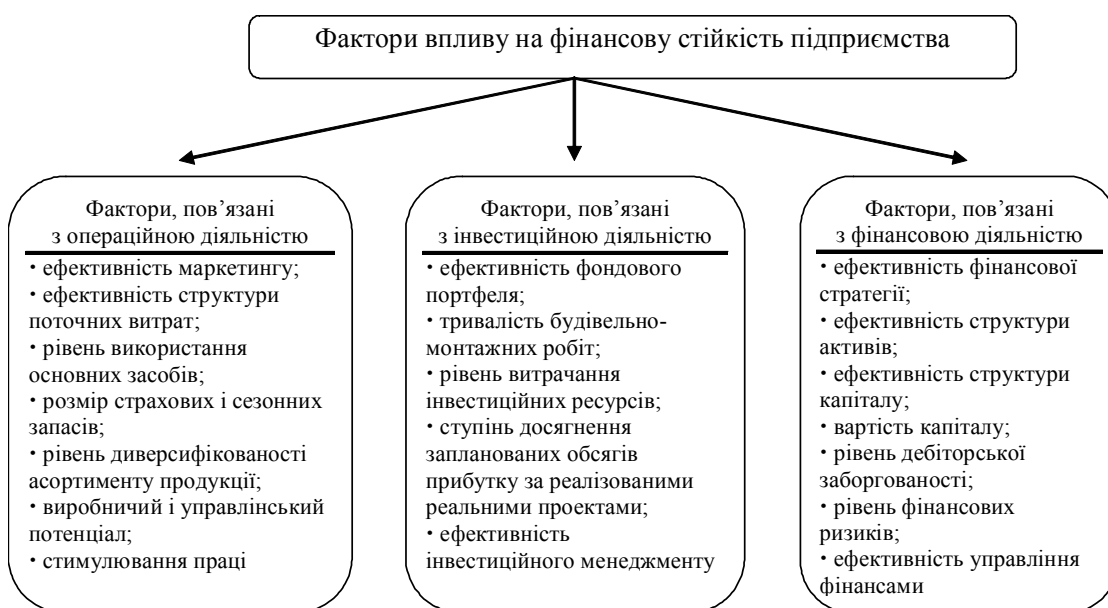 Фактори впливу на фінансову стійкість підприємства
Фактори, пов’язані
з операційною діяльністю
· ефективність маркетингу;
· ефективність структури
поточних витрат;
· рівень використання
основних засобів;
· розмір страхових і сезонних
запасів;
· рівень диверсифікованості
асортименту продукції;
· виробничий і управлінський
потенціал;
· стимулювання праці
Фактори, пов’язані
з інвестиційною діяльністю
· ефективність фондового
портфеля;
· тривалість будівельно-
монтажних робіт;
· рівень витрачання
інвестиційних ресурсів;
· ступінь досягнення
запланованих обсягів
прибутку за реалізованими
реальними проектами;
· ефективність
інвестиційного менеджменту
Фактори, пов’язані
з фінансовою діяльністю
· ефективність фінансової
стратегії;
· ефективність структури
активів;
· ефективність структури
капіталу;
· вартість капіталу;
· рівень дебіторської
заборгованості;
· рівень фінансових
ризиків;
· ефективність управління
фінансами